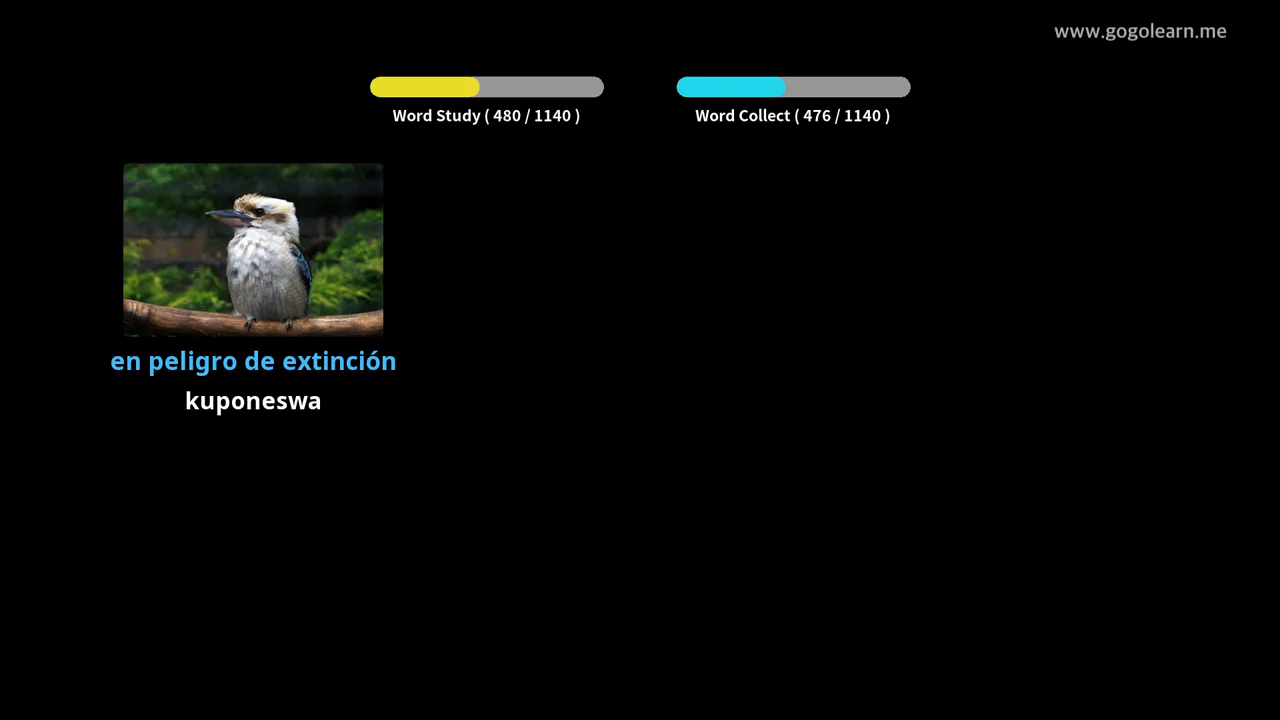 www.gogolearn.me
Word Study ( 480 / 1140 )
Word Collect ( 476 / 1140 )
en peligro de extinción
kuponeswa